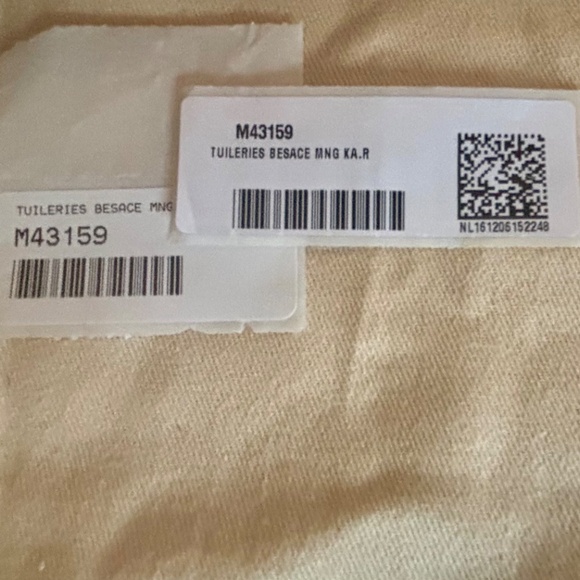 TUILERIES BESACE MNG
M43159
M43159
TUILERIES BESACE MNG KA.R
NL161206152248